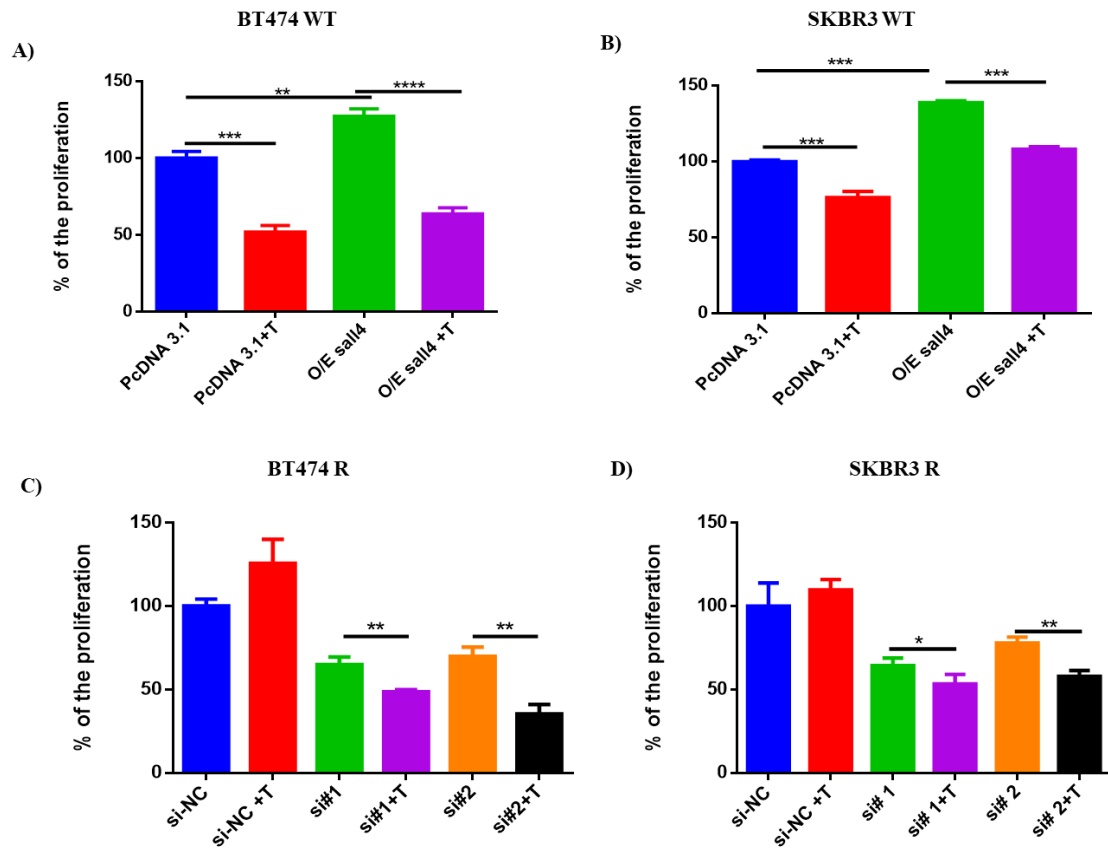 BT474 WT
A)
% of the proliferation
150
100
50
0
**
****
***
PcDNA 3.1
PcDNA 3.1+T
O/E sall4
O/E sall4 +T
SKBR3 WT
B)
% of the proliferation
150
100
50
0
***
***
***
PcDNA 3.1
PcDNA 3.1+T
O/E sall4
O/E sall4 +T
BT474 R
C)
% of the proliferation
150
100
50
0
**
**
si-NC
si-NC +T
si#1
si#1+T
si#2
si#2+T
SKBR3 R
D)
% of the proliferation
150
100
50
0
*
**
si-NC
si-NC +T
si# 1
si# 1+T
si# 2
si# 2+T